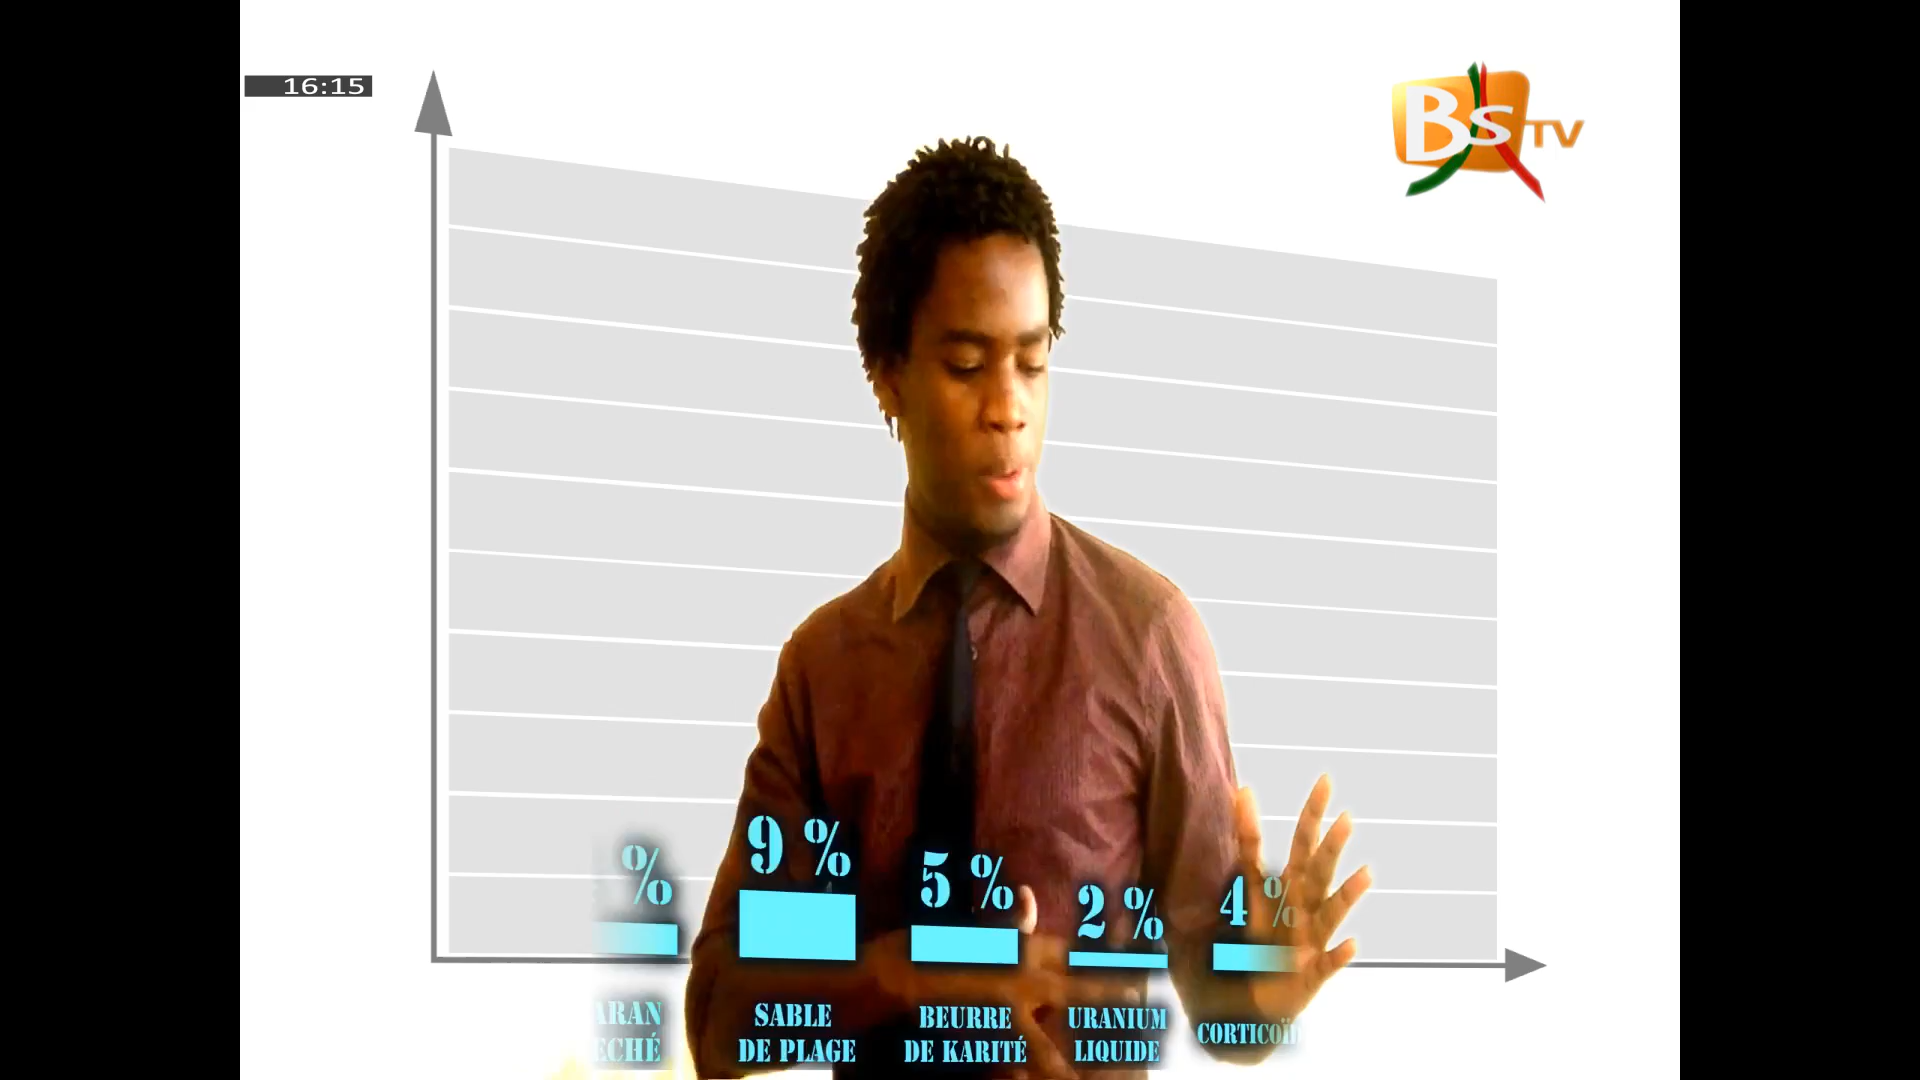 16:15
BS TV
% 9 % 5 % 2 % 4 %
SABLE
DE PLAGE
BEURRE
DE KARITÉ
URANIUM
LIQUIDE